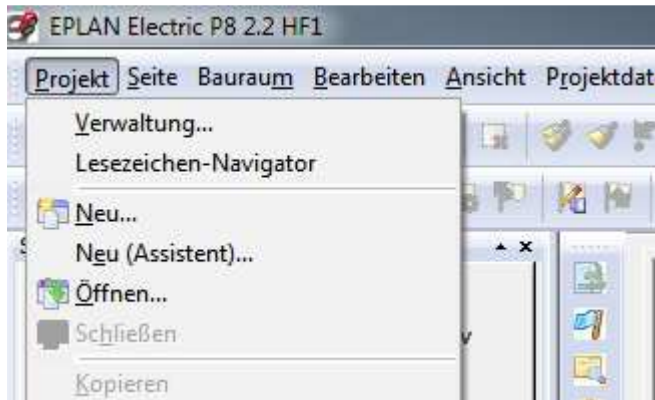 EPLAN Electric P8 2.2 HF1
Projekt Seite Bauraum Bearbeiten Ansicht Projektdat
Verwaltung...
Lesezeichen-Navigator
Neu...
Neu (Assistent)...
Öffnen...
Schließen
Kopieren